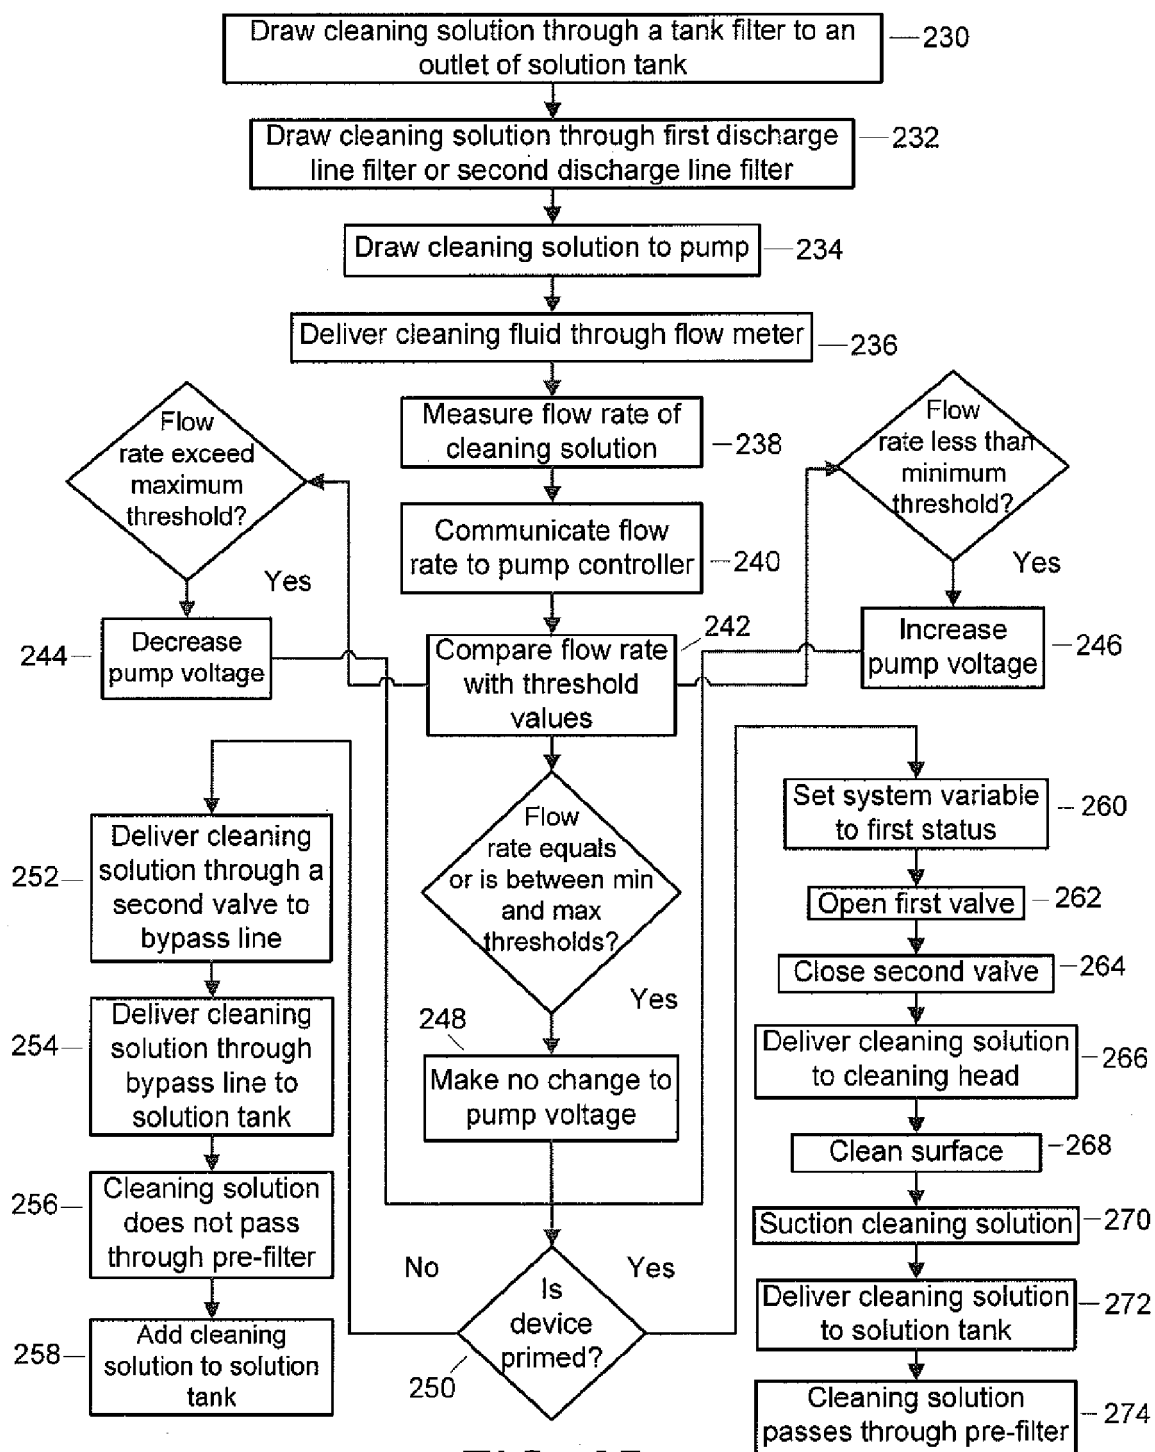 Draw cleaning solution through a tank filter to an
outlet of solution tank
230
Draw cleaning solution through first discharge
line filter or second discharge line filter
232
Draw cleaning solution to pump
234
Deliver cleaning fluid through flow meter
236
Measure flow rate of
cleaning solution
238
Communicate flow
rate to pump controller
240
Compare flow rate
with threshold
values
242
Flow
rate exceed
maximum
threshold?
Yes
Decrease
pump voltage
244
Flow
rate less than
minimum
threshold?
Yes
Increase
pump voltage
246
Flow
rate equals
or is between min
and max
thresholds?
Yes
248
Make no change to
pump voltage
Is
device
primed?
250
No
Yes
Deliver cleaning
solution through a
second valve to
bypass line
252
Deliver cleaning
solution through
bypass line to
solution tank
254
Cleaning solution
does not pass
through pre-filter
256
Add cleaning
solution to solution
tank
258
Set system variable
to first status
260
Open first valve
262
Close second valve
264
Deliver cleaning solution
to cleaning head
266
Clean surface
268
Suction cleaning solution
270
Deliver cleaning solution
to solution tank
272
Cleaning solution
passes through pre-filter
274